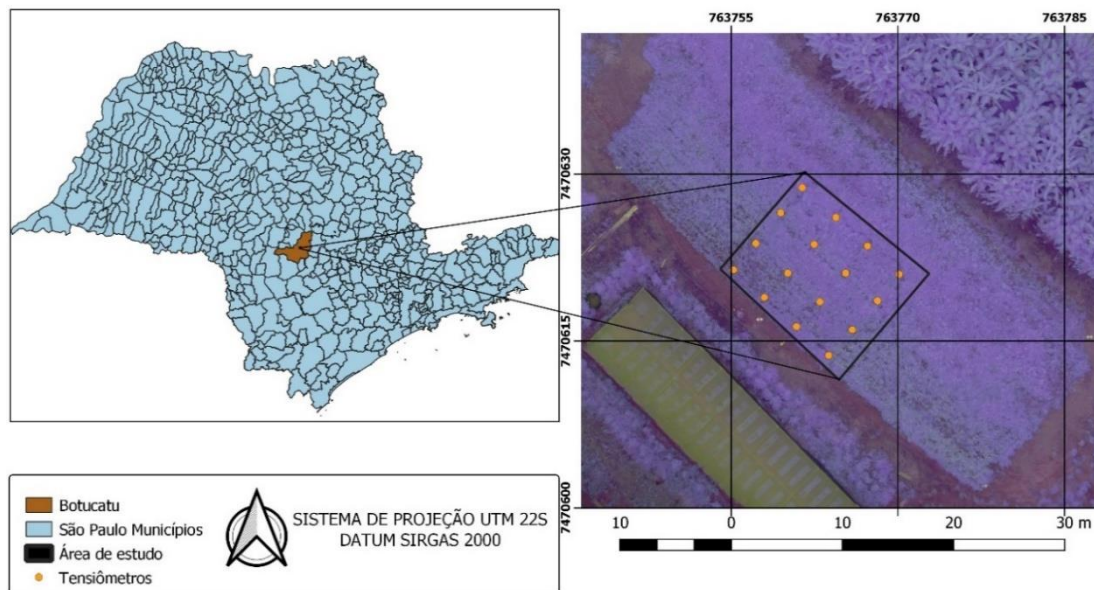 763755 763770 763785
7470630
7470615
7470600
10 0 10 20 30 m
Botucatu
São Paulo Municípios
Área de estudo
Tensiômetros
SISTEMA DE PROJEÇÃO UTM 22S
DATUM SIRGAS 2000